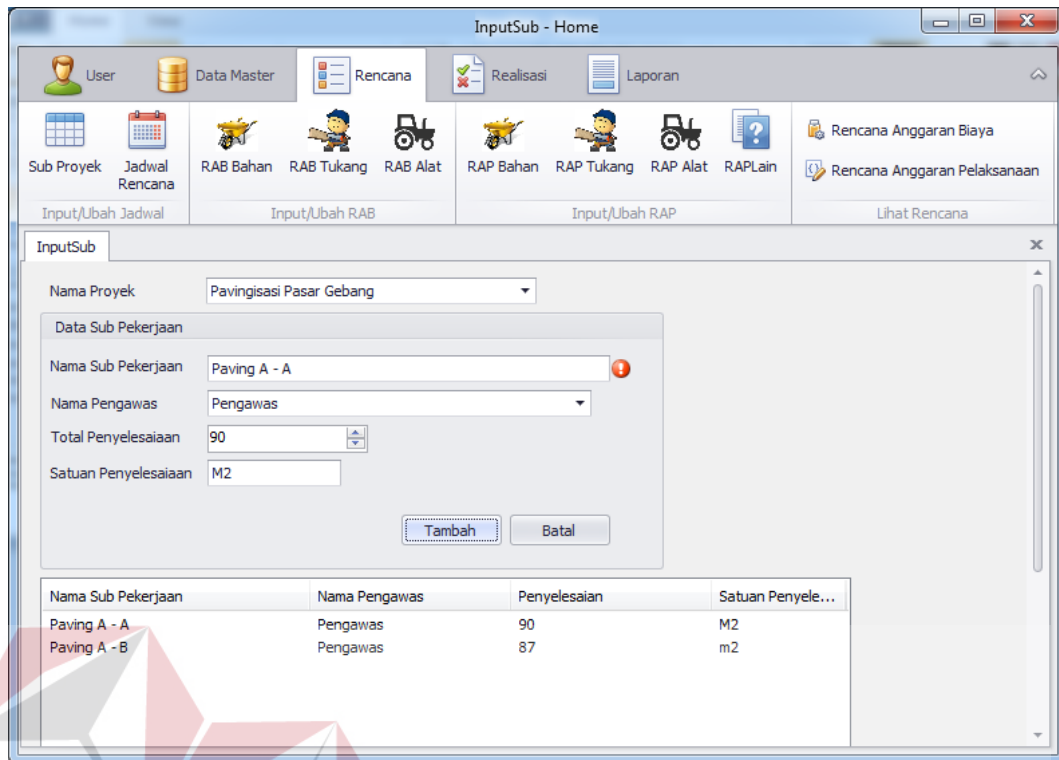 InputSub - Home
User Data Master Rencana Realisasi Laporan
Sub Proyek Jadwal Rencana RAB Bahan RAB Tukang RAB Alat RAP Bahan RAP Tukang RAP Alat RAPLain
Rencana Anggaran Biaya
Rencana Anggaran Pelaksanaan
Input/Ubah Jadwal Input/Ubah RAB Input/Ubah RAP Lihat Rencana
InputSub
Nama Proyek Pavingisasi Pasar Gebang
Data Sub Pekerjaan
Nama Sub Pekerjaan Paving A - A
Nama Pengawas Pengawas
Total Penyelesaiaan 90
Satuan Penyelesaiaan M2
Tambah Batal
Nama Sub Pekerjaan Nama Pengawas Penyelesaian Satuan Penyele...
Paving A - A Pengawas 90 M2
Paving A - B Pengawas 87 m2